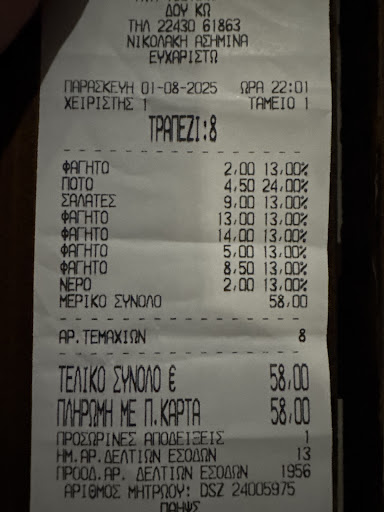 ΔΟΥ ΚΩ
ΤΗΛ 22430 61863
ΝΙΚΟΛΑΚΗ ΑΣΗΜΙΝΑ
ΕΥΧΑΡΙΣΤΩ
ΠΑΡΑΣΚΕΥΗ 01-08-2025 ΩΡΑ 22:01
ΧΕΙΡΙΣΤΗΣ 1 ΤΑΜΕΙΟ 1
ΤΡΑΠΕΖΙ:8
ΦΑΓΗΤΟ 2,00 13,00%
ΠΟΤΟ 4,50 24,00%
ΣΑΛΑΤΕΣ 9,00 13,00%
ΦΑΓΗΤΟ 13,00 13,00%
ΦΑΓΗΤΟ 14,00 13,00%
ΦΑΓΗΤΟ 5,00 13,00%
ΦΑΓΗΤΟ 8,50 13,00%
ΝΕΡΟ 2,00 13,00%
ΜΕΡΙΚΟ ΣΥΝΟΛΟ 58,00
ΑΡ.ΤΕΜΑΧΙΩΝ 8
ΤΕΛΙΚΟ ΣΥΝΟΛΟ € 58,00
ΠΛΗΡΩΜΗ ΜΕ Π.ΚΑΡΤΑ 58,00
ΠΡΟΣΩΡΙΝΕΣ ΑΠΟΔΕΙΞΕΙΣ 1
ΗΜ.ΑΡ.ΔΕΛΤΙΩΝ ΕΣΟΔΩΝ 13
ΠΡΟΟΔ.ΑΡ. ΔΕΛΤΙΩΝ ΕΣΟΔΩΝ 1956
ΑΡΙΘΜΟΣ ΜΗΤΡΩΟΥ: DSZ 24005975